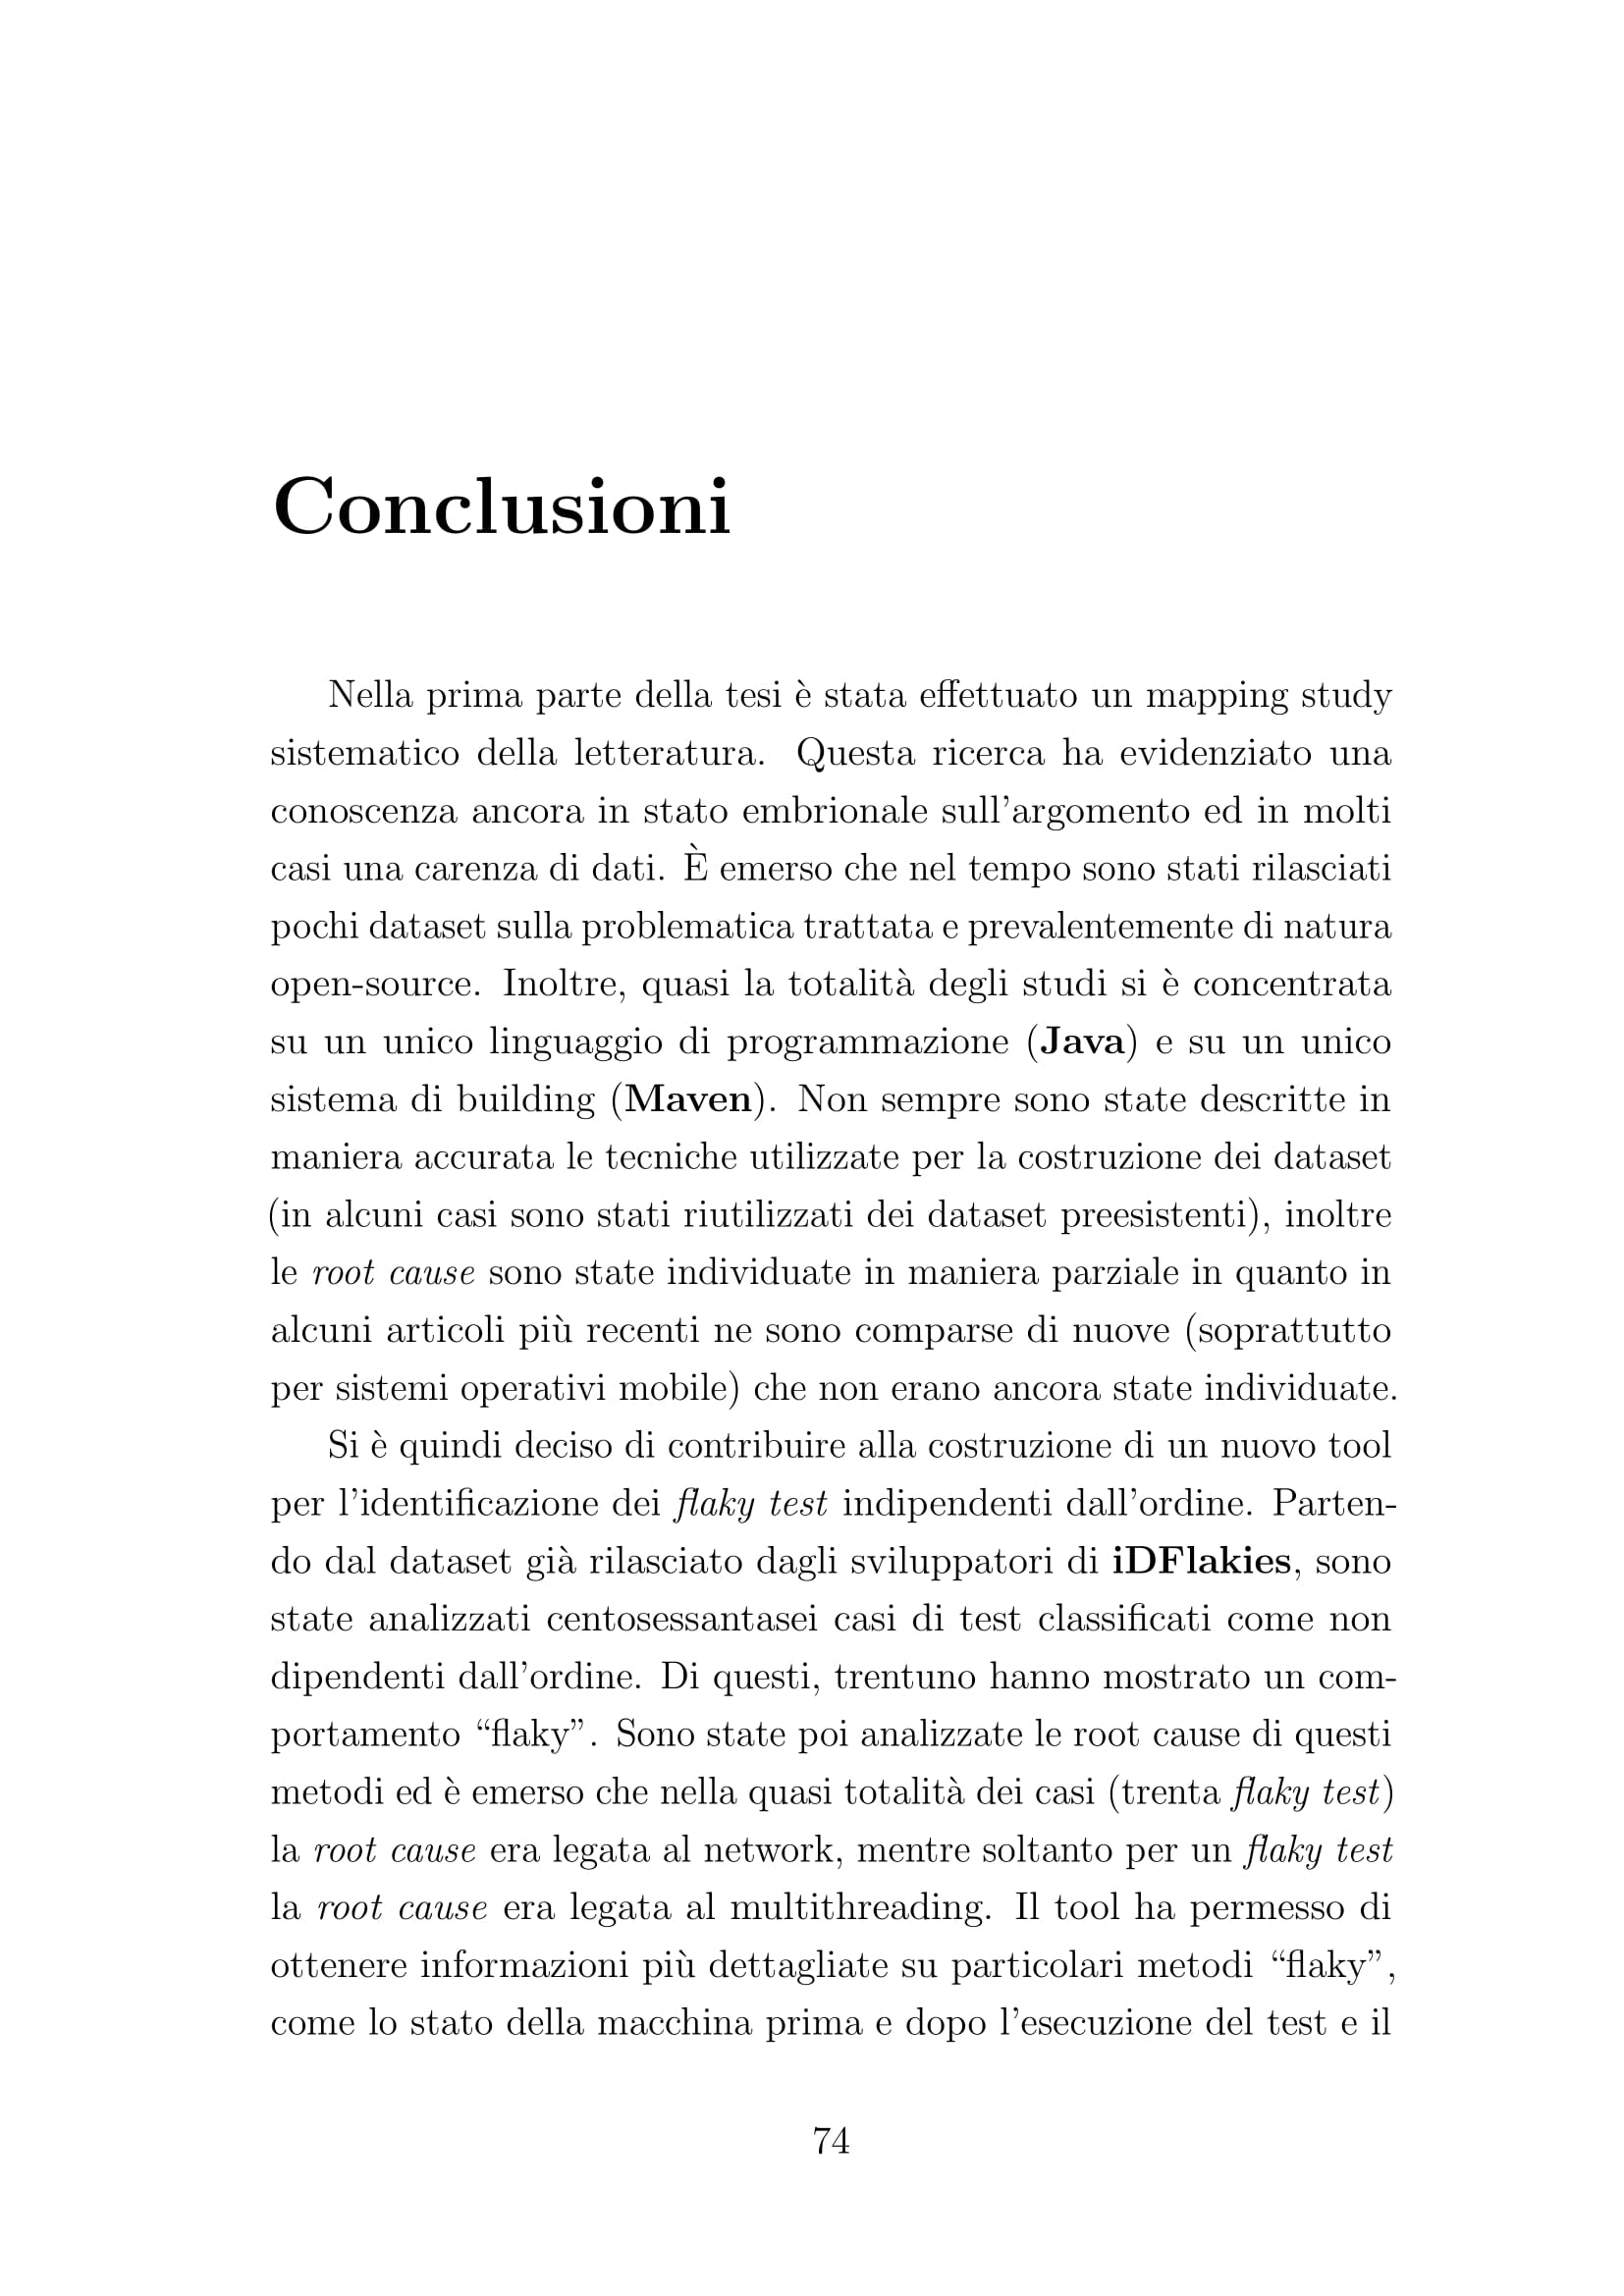 Conclusioni
Nella prima parte della tesi è stata effettuato un mapping study
sistematico della letteratura. Questa ricerca ha evidenziato una
conoscenza ancora in stato embrionale sull'argomento ed in molti
casi una carenza di dati. È emerso che nel tempo sono stati rilasciati
pochi dataset sulla problematica trattata e prevalentemente di natura
open-source. Inoltre, quasi la totalità degli studi si è concentrata
su un unico linguaggio di programmazione (Java) e su un unico
sistema di building (Maven). Non sempre sono state descritte in
maniera accurata le tecniche utilizzate per la costruzione dei dataset
(in alcuni casi sono stati riutilizzati dei dataset preesistenti), inoltre
le root cause sono state individuate in maniera parziale in quanto in
alcuni articoli più recenti ne sono comparse di nuove (soprattutto
per sistemi operativi mobile) che non erano ancora state individuate.
Si è quindi deciso di contribuire alla costruzione di un nuovo tool
per l'identificazione dei flaky test indipendenti dall'ordine. Parten-
do dal dataset già rilasciato dagli sviluppatori di iDFlakies, sono
state analizzati centosessantasei casi di test classificati come non
dipendenti dall'ordine. Di questi, trentuno hanno mostrato un com-
portamento “flaky”. Sono state poi analizzate le root cause di questi
metodi ed è emerso che nella quasi totalità dei casi (trenta flaky test)
la root cause era legata al network, mentre soltanto per un flaky test
la root cause era legata al multithreading. Il tool ha permesso di
ottenere informazioni più dettagliate su particolari metodi “flaky”,
come lo stato della macchina prima e dopo l'esecuzione del test e il
74